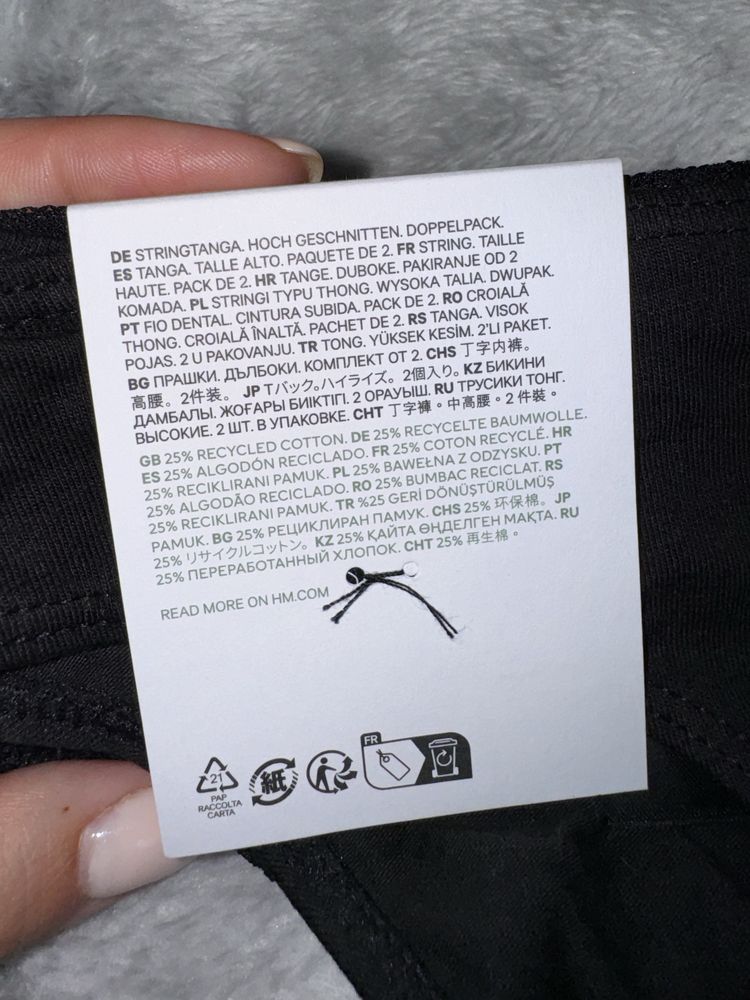 DE STRINGTANGA. HOCH GESCHNITTEN. DOPPELPACK.
ES TANGA. TALLE ALTO. PAQUETE DE 2. FR STRING. TAILLE
HAUTE. PACK DE 2. HR TANGE. DUBOKE. PAKIRANJE OD 2
KOMADA. PL STRINGI TYPU THONG. WYSOKA TALIA. DWUPAK.
PT FIO DENTAL. CINTURA SUBIDA. PACK DE 2. RO CROIALĂ
THONG. CROIALĂ ÎNALTĂ. PACHET DE 2. RS TANGA. VISOK
POJAS. 2 U PAKOVANJU. TR TONG. YÜKSEK KESİM. 2'Lİ PAKET.
BG ПРАШКИ. ДЪЛБОКИ. КОМПЛЕКТ ОТ 2. CHS 丁字内裤。
高腰。2件装。 JP Tバック。ハイライズ。2個入り。KZ БИКИНИ
ДАМБАЛЫ. ЖОҒАРЫ БИІКТІГІ. 2 ОРАУЫШ. RU ТРУСИКИ ТОНГ.
ВЫСОКИЕ. 2 ШТ. В УПАКОВКЕ. CHT 丁字褲。中高腰。2件裝。
GB 25% RECYCLED COTTON. DE 25% RECYCELTE BAUMWOLLE.
ES 25% ALGODÓN RECICLADO. FR 25% COTON RECYCLÉ. HR
25% RECIKLIRANI PAMUK. PL 25% BAWEŁNA Z ODZYSKU. PT
25% ALGODÃO RECICLADO. RO 25% BUMBAC RECICLAT. RS
25% RECIKLIRANI PAMUK. TR %25 GERİ DÖNÜŞTÜRÜLMÜŞ
PAMUK. BG 25% РЕЦИКЛИРАН ПАМУК. CHS 25% 环保棉。JP
25% リサイクルコットン。KZ 25% ҚАЙТА ӨҢДЕЛГЕН МАҚТА. RU
25% ПЕРЕРАБОТАННЫЙ ХЛОПОК. CHT 25% 再生棉。
READ MORE ON HM.COM
21
PAP
RACCOLTA
CARTA
紙
FR